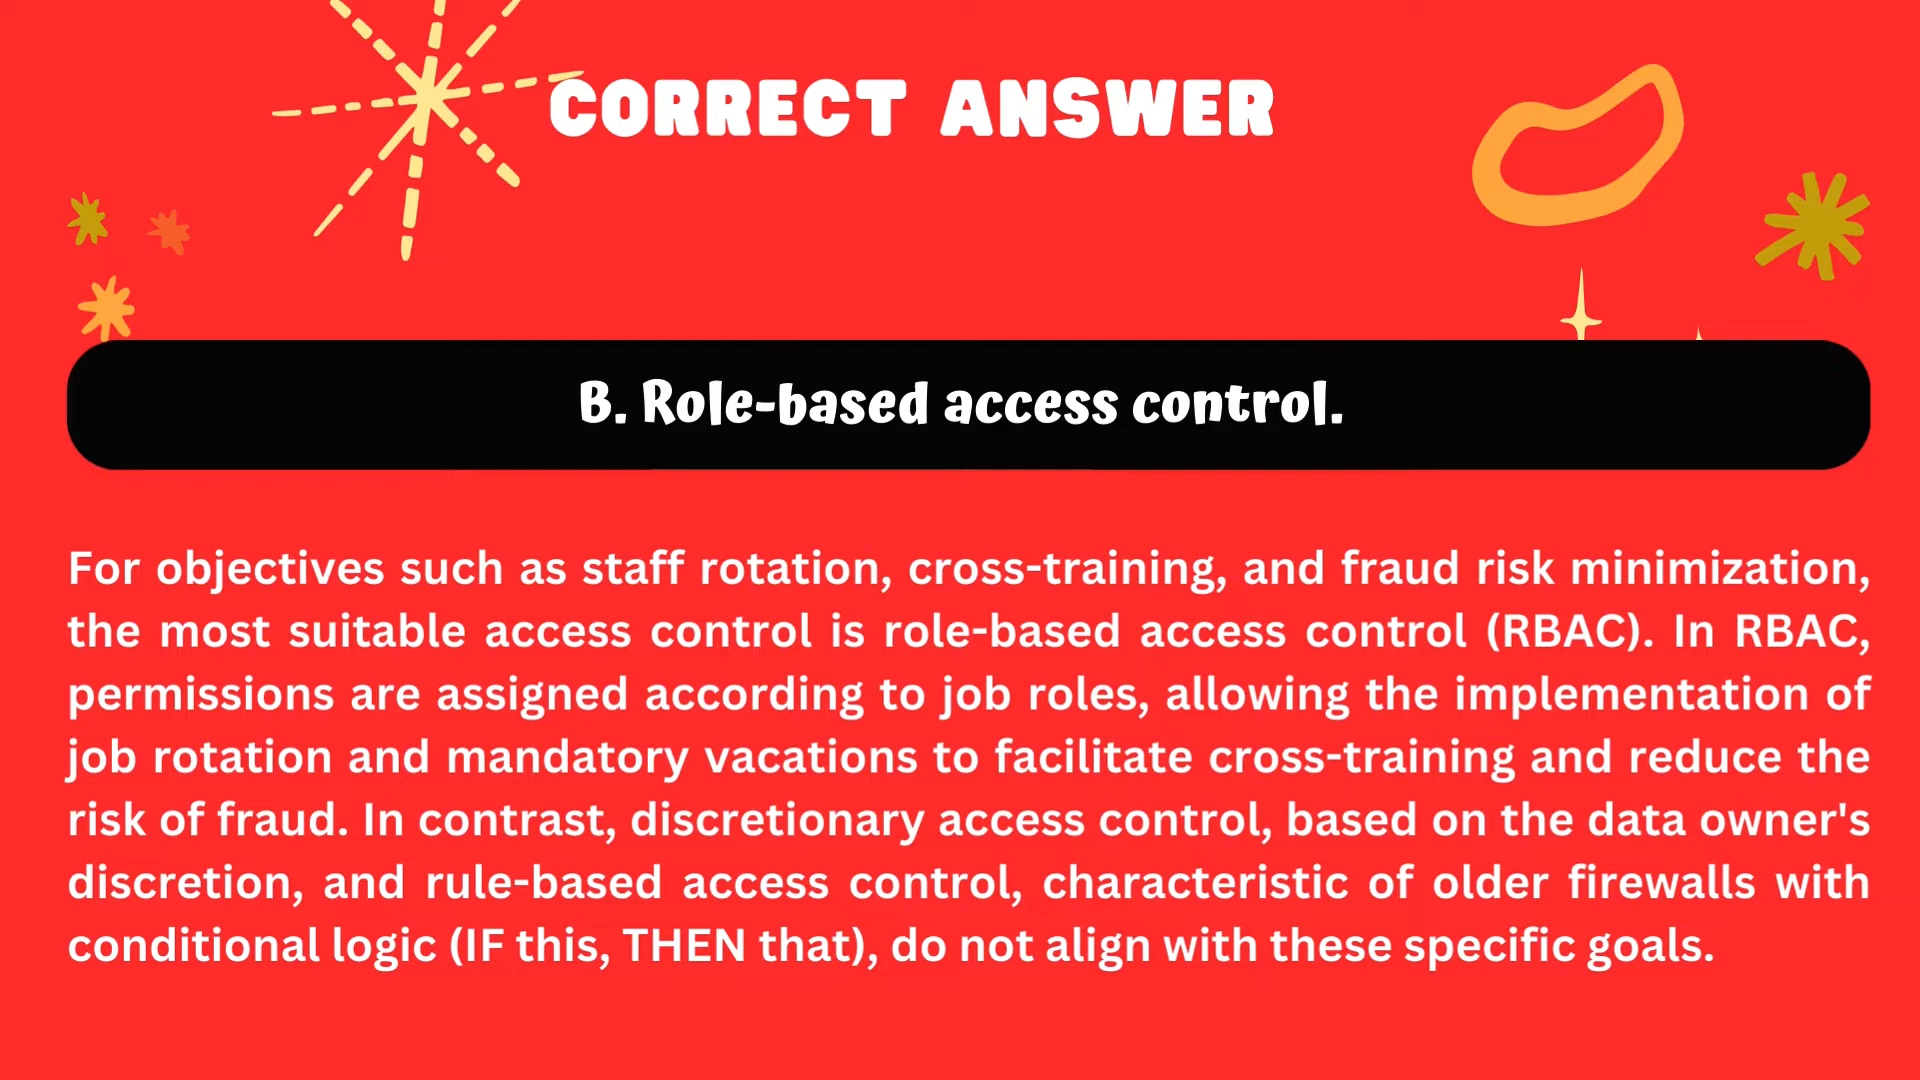 CORRECT ANSWER
B. Role-based access control.
For objectives such as staff rotation, cross-training, and fraud risk minimization,
the most suitable access control is role-based access control (RBAC). In RBAC,
permissions are assigned according to job roles, allowing the implementation of
job rotation and mandatory vacations to facilitate cross-training and reduce the
risk of fraud. In contrast, discretionary access control, based on the data owner's
discretion, and rule-based access control, characteristic of older firewalls with
conditional logic (IF this, THEN that), do not align with these specific goals.